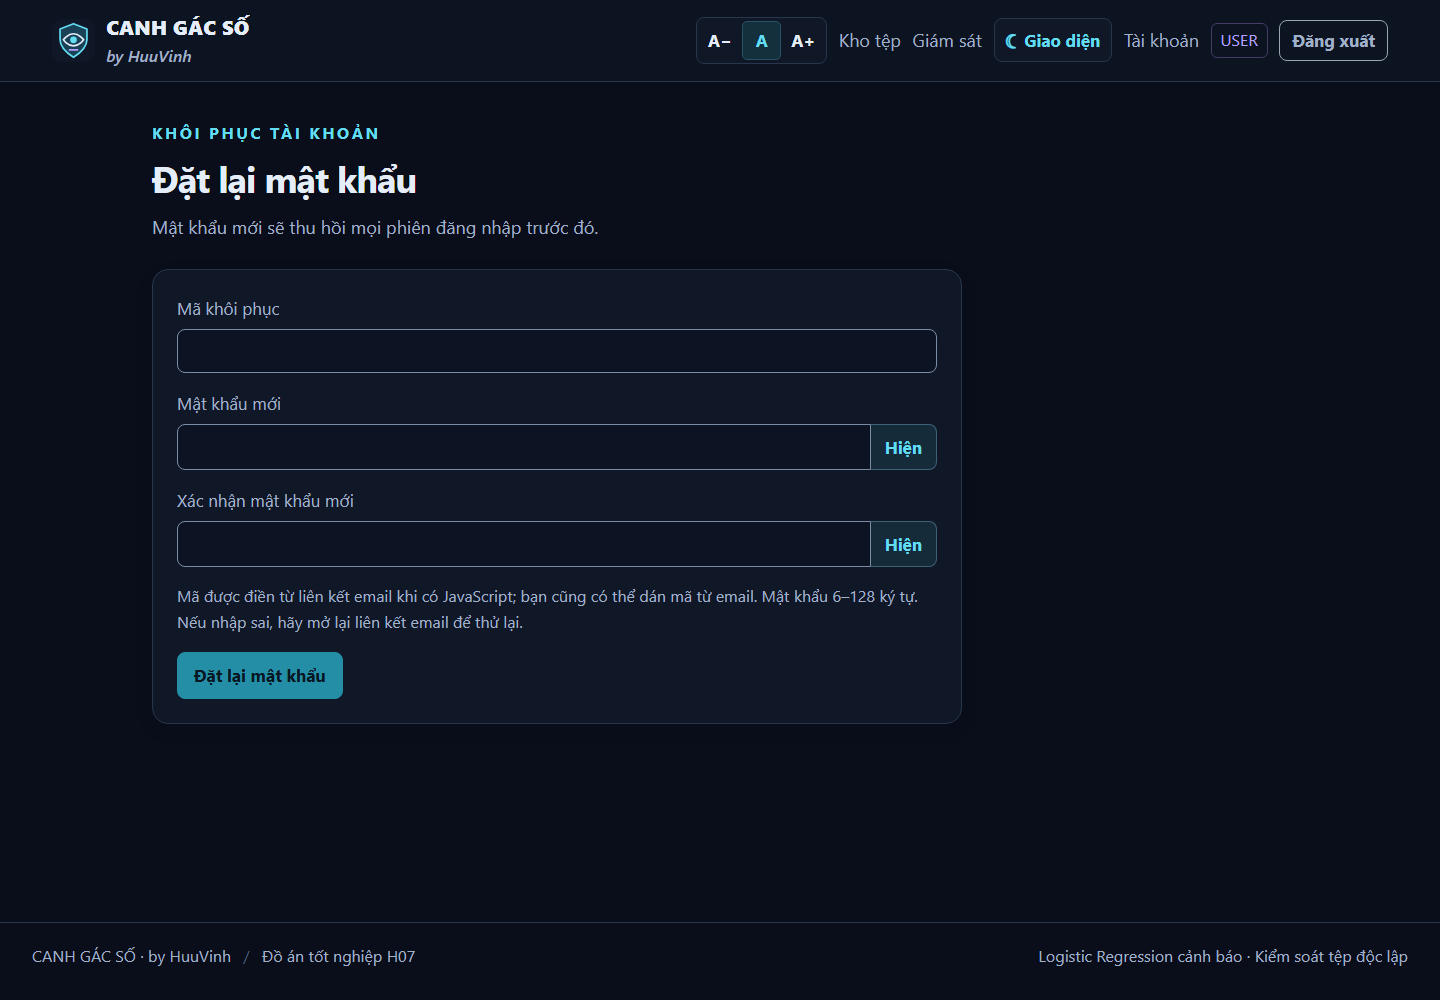 CANH GÁC SỐ
by HuuVinh
A− A A+ Kho tệp Giám sát Giao diện Tài khoản USER Đăng xuất
KHÔI PHỤC TÀI KHOẢN
Đặt lại mật khẩu
Mật khẩu mới sẽ thu hồi mọi phiên đăng nhập trước đó.
Mã khôi phục
Mật khẩu mới
Hiện
Xác nhận mật khẩu mới
Hiện
Mã được điền từ liên kết email khi có JavaScript; bạn cũng có thể dán mã từ email. Mật khẩu 6–128 ký tự.
Nếu nhập sai, hãy mở lại liên kết email để thử lại.
Đặt lại mật khẩu
CANH GÁC SỐ · by HuuVinh / Đồ án tốt nghiệp H07
Logistic Regression cảnh báo · Kiểm soát tệp độc lập